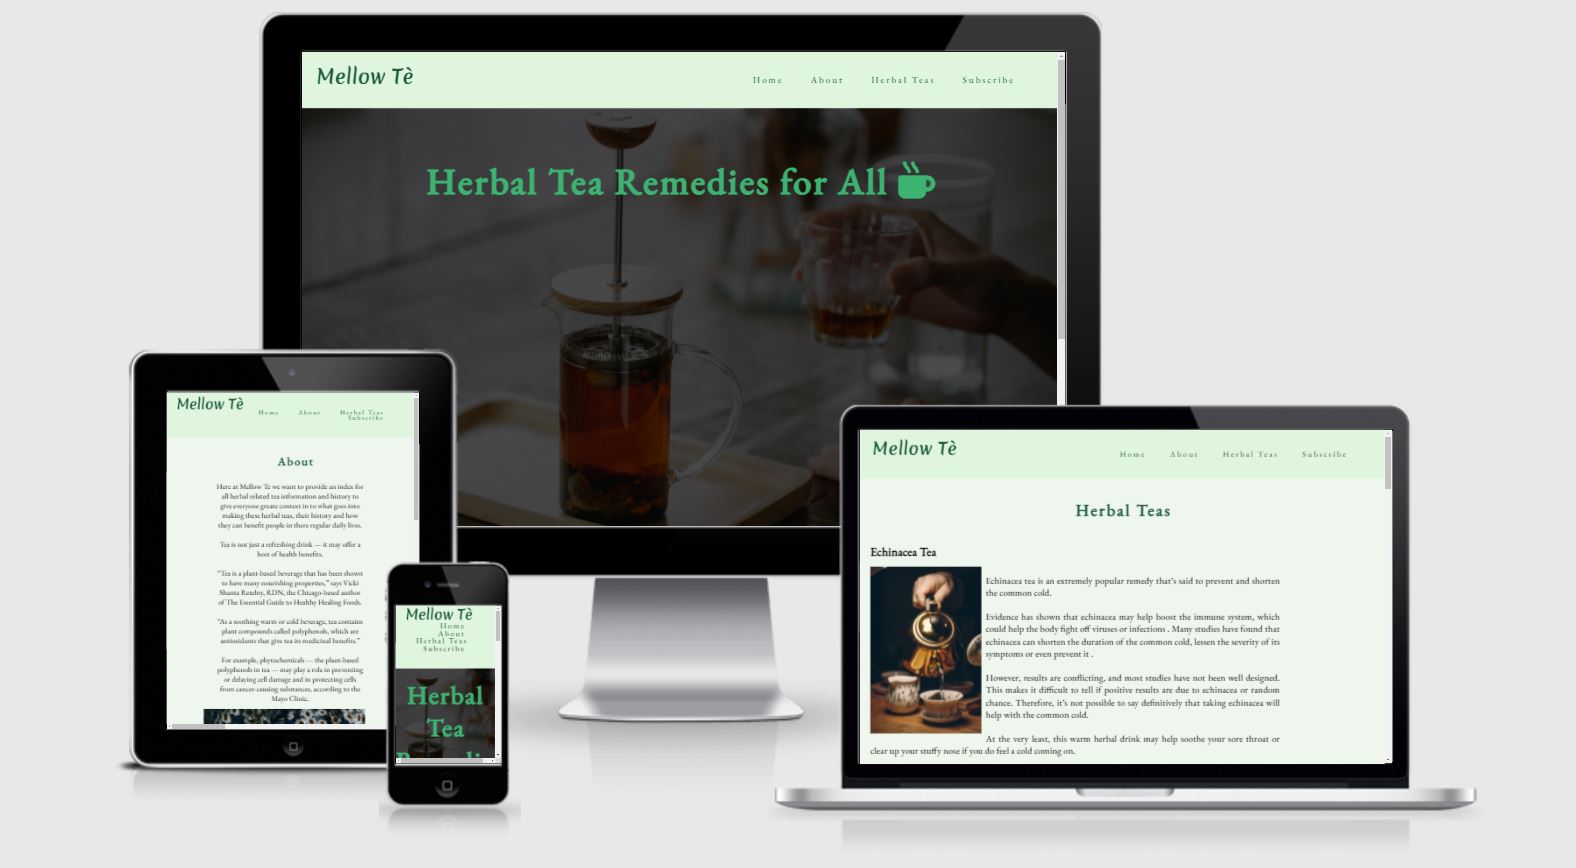 Mellow Tè
Home About Herbal Teas Subscribe
Herbal Tea Remedies for All
Mellow Tè
Home About Herbal Teas
Subscribe
About
Here at Mellow Te we want to provide an index for
all herbal related tea information and history to
give everyone greate context in to what goes into
making these herbal teas, their history and how
they can benefit people in there regular daily lives.
Tea is not just a refreshing drink — it may offer a
host of health benefits.
“Tea is a plant-based beverage that has been shown
to have many nourishing properties,” says Vicki
Shanta Retelny, RDN, the Chicago-based author
of The Essential Guide to Healthy Healing Foods.
“As a soothing warm or cold beverage, tea contains
plant compounds called polyphenols, which are
antioxidants that give tea its medicinal benefits.”
For example, phytochemicals — the plant-based
polyphenols in tea — may play a role in preventing
or delaying cell damage and in protecting cells
from cancer-causing substances, according to the
Mayo Clinic.
Mellow Tè
Home
About
Herbal Teas
Subscribe
Herbal
Tea
Mellow Tè
Home About Herbal Teas Subscribe
Herbal Teas
Echinacea Tea
Echinacea tea is an extremely popular remedy that’s said to prevent and shorten
the common cold.
Evidence has shown that echinacea may help boost the immune system, which
could help the body fight off viruses or infections . Many studies have found that
echinacea can shorten the duration of the common cold, lessen the severity of its
symptoms or even prevent it .
However, results are conflicting, and most studies have not been well designed.
This makes it difficult to tell if positive results are due to echinacea or random
chance. Therefore, it’s not possible to say definitively that taking echinacea will
help with the common cold.
At the very least, this warm herbal drink may help soothe your sore throat or
clear up your stuffy nose if you do feel a cold coming on.